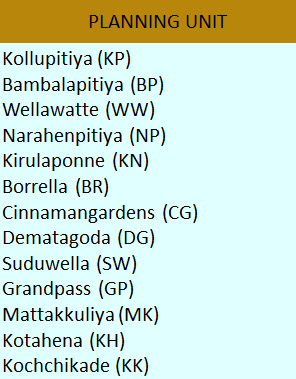 PLANNING UNIT
Kollupitiya (KP)
Bambalapitiya (BP)
Wellawatte (WW)
Narahenpitiya (NP)
Kirulaponne (KN)
Borrella (BR)
Cinnamangardens (CG)
Dematagoda (DG)
Suduwella (SW)
Grandpass (GP)
Mattakkuliya (MK)
Kotahena (KH)
Kochchikade (KK)